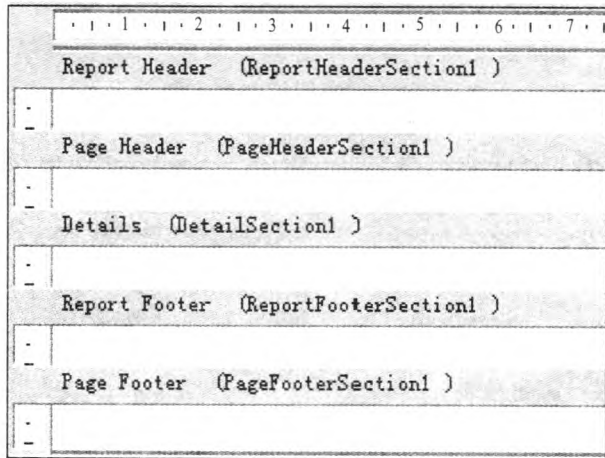 1 2 3 4 5 6 7
Report Header (ReportHeaderSection1 )
Page Header (PageHeaderSection1 )
Details (DetailSection1 )
Report Footer (ReportFooterSection1 )
Page Footer (PageFooterSection1 )